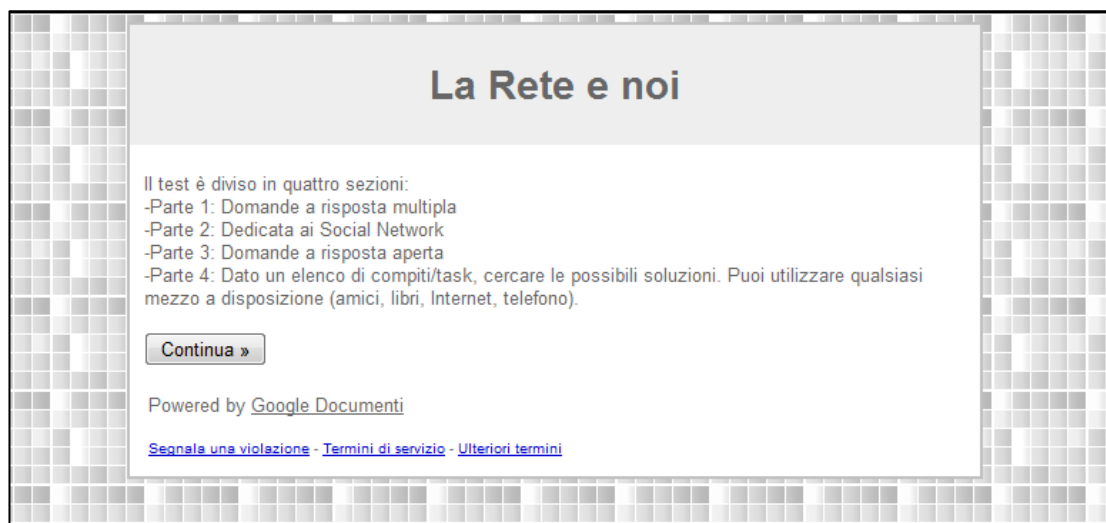 La Rete e noi
Il test è diviso in quattro sezioni:
-Parte 1: Domande a risposta multipla
-Parte 2: Dedicata ai Social Network
-Parte 3: Domande a risposta aperta
-Parte 4: Dato un elenco di compiti/task, cercare le possibili soluzioni. Puoi utilizzare qualsiasi
mezzo a disposizione (amici, libri, Internet, telefono).
Continua »
Powered by Google Documenti
Segnala una violazione - Termini di servizio - Ulteriori termini